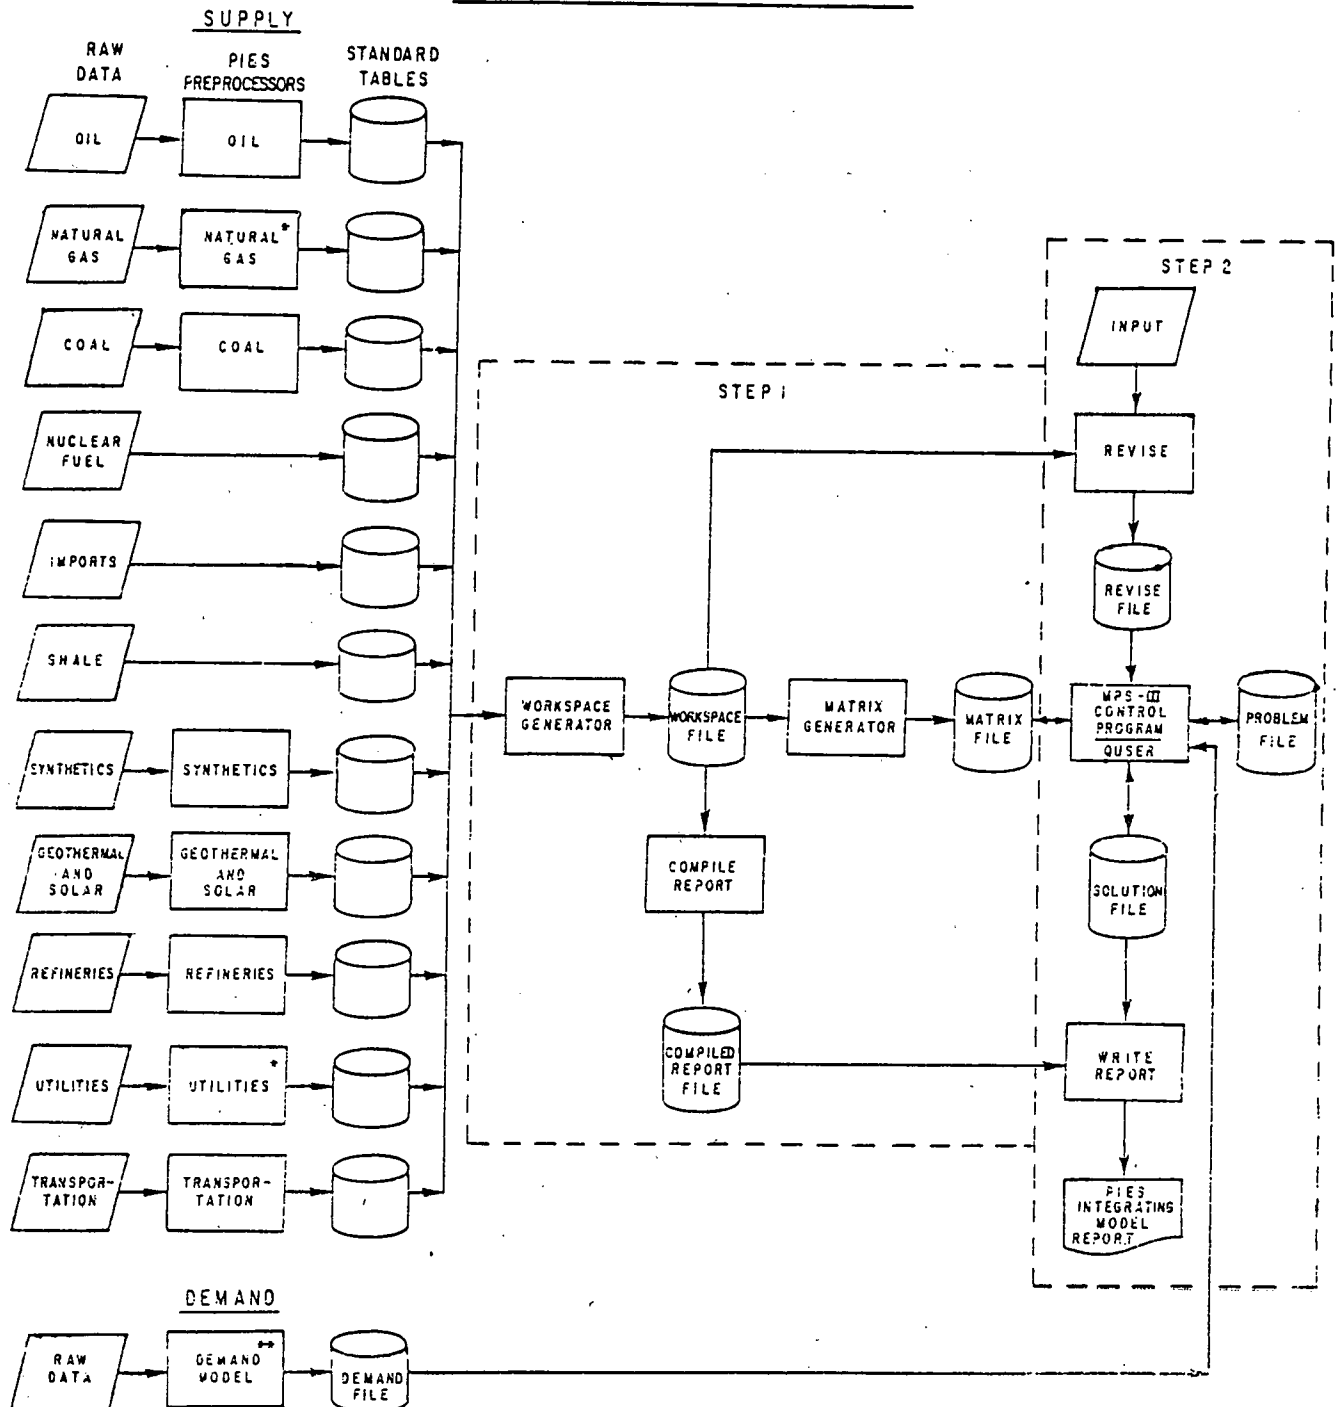 SUPPLY
RAW DATA
PIES PREPROCESSORS
STANDARD TABLES
OIL
OIL
NATURAL GAS
NATURAL* GAS
COAL
COAL
NUCLEAR FUEL
IMPORTS
SHALE
SYNTHETICS
SYNTHETICS
GEOTHERMAL AND SOLAR
GEOTHERMAL AND SOLAR
REFINERIES
REFINERIES
UTILITIES
UTILITIES*
TRANSPOR-
TATION
TRANSPOR-
TATION
STEP 1
WORKSPACE GENERATOR
WORKSPACE FILE
MATRIX GENERATOR
MATRIX FILE
COMPILE REPORT
COMPILED REPORT FILE
STEP 2
INPUT
REVISE
REVISE FILE
MPS-III
CONTROL
PROGRAM
QUSER
PROBLEM FILE
SOLUTION FILE
WRITE REPORT
PIES
INTEGRATING
MODEL
REPORT
DEMAND
RAW DATA
DEMAND MODEL **
DEMAND FILE